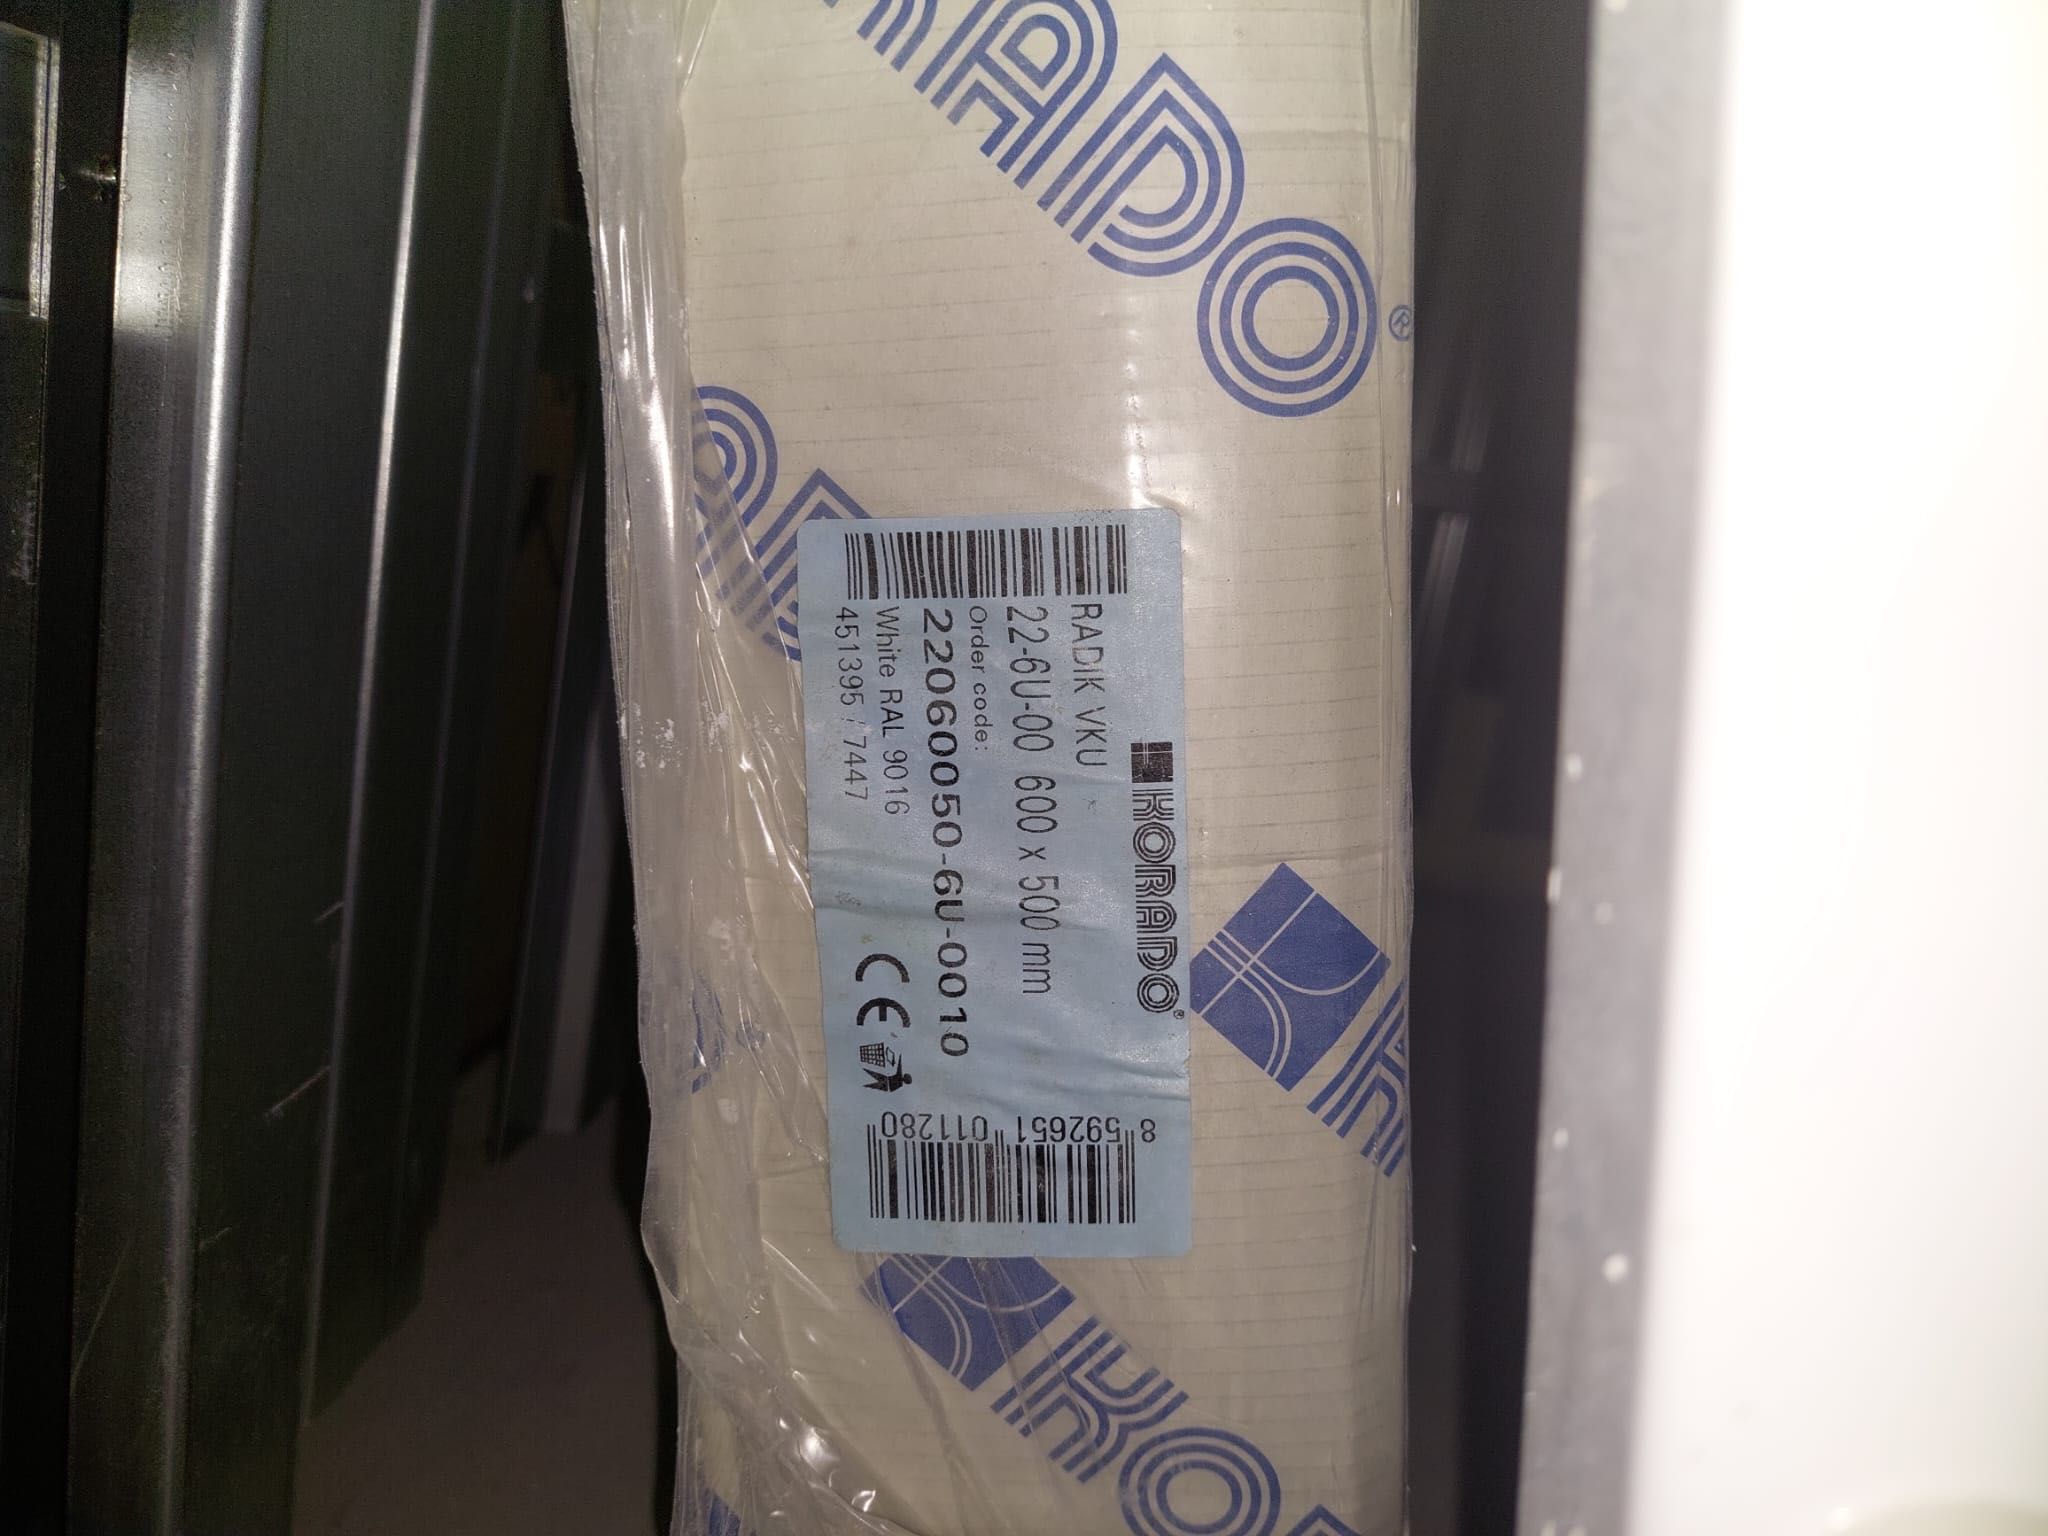 KORADO®
KORADO®
RADIK VKU
22-6U-00 600 x 500 mm
Order code:
22060050-6U-0010
White RAL 9016
451395 / 7447
CE
8 592651 011280